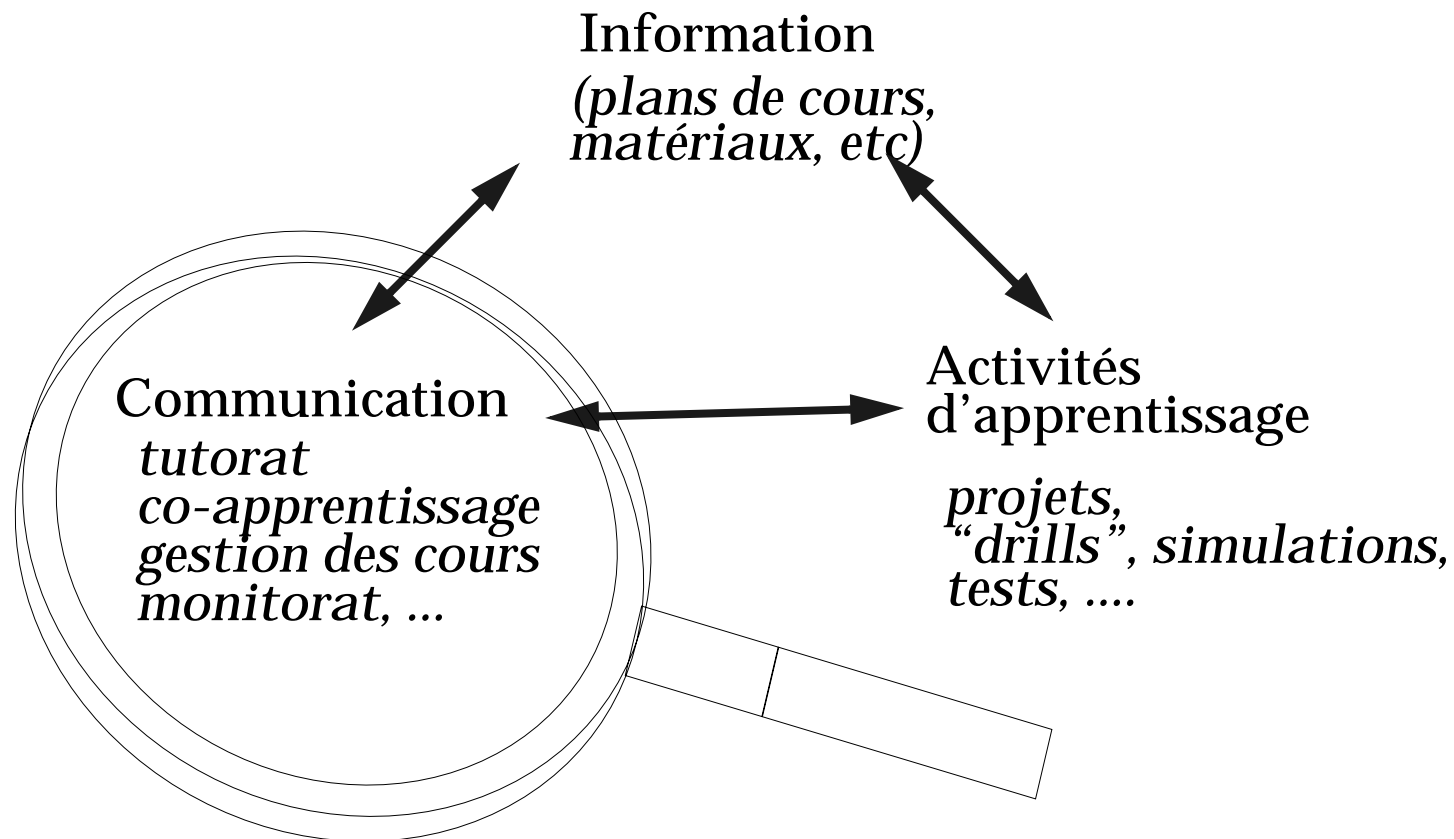 Information
(plans de cours,
matériaux, etc)
Communication
tutorat
co-apprentissage
gestion des cours
monitorat, ...
Activités
d’apprentissage
projets,
“drills”, simulations,
tests, ....